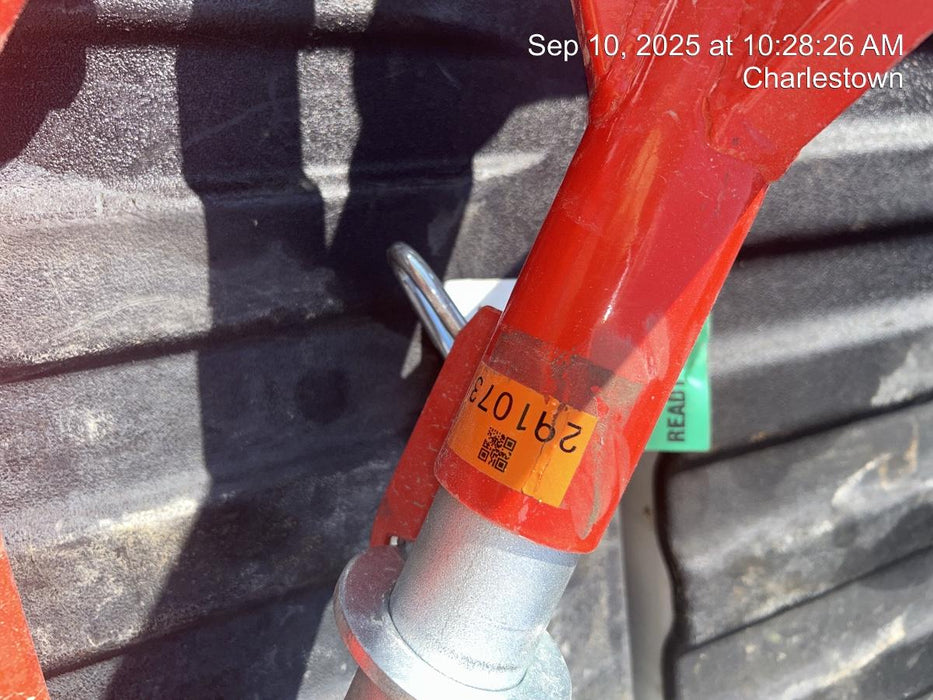 Sep 10, 2025 at 10:28:26 AM
Charlestown
291073
READY